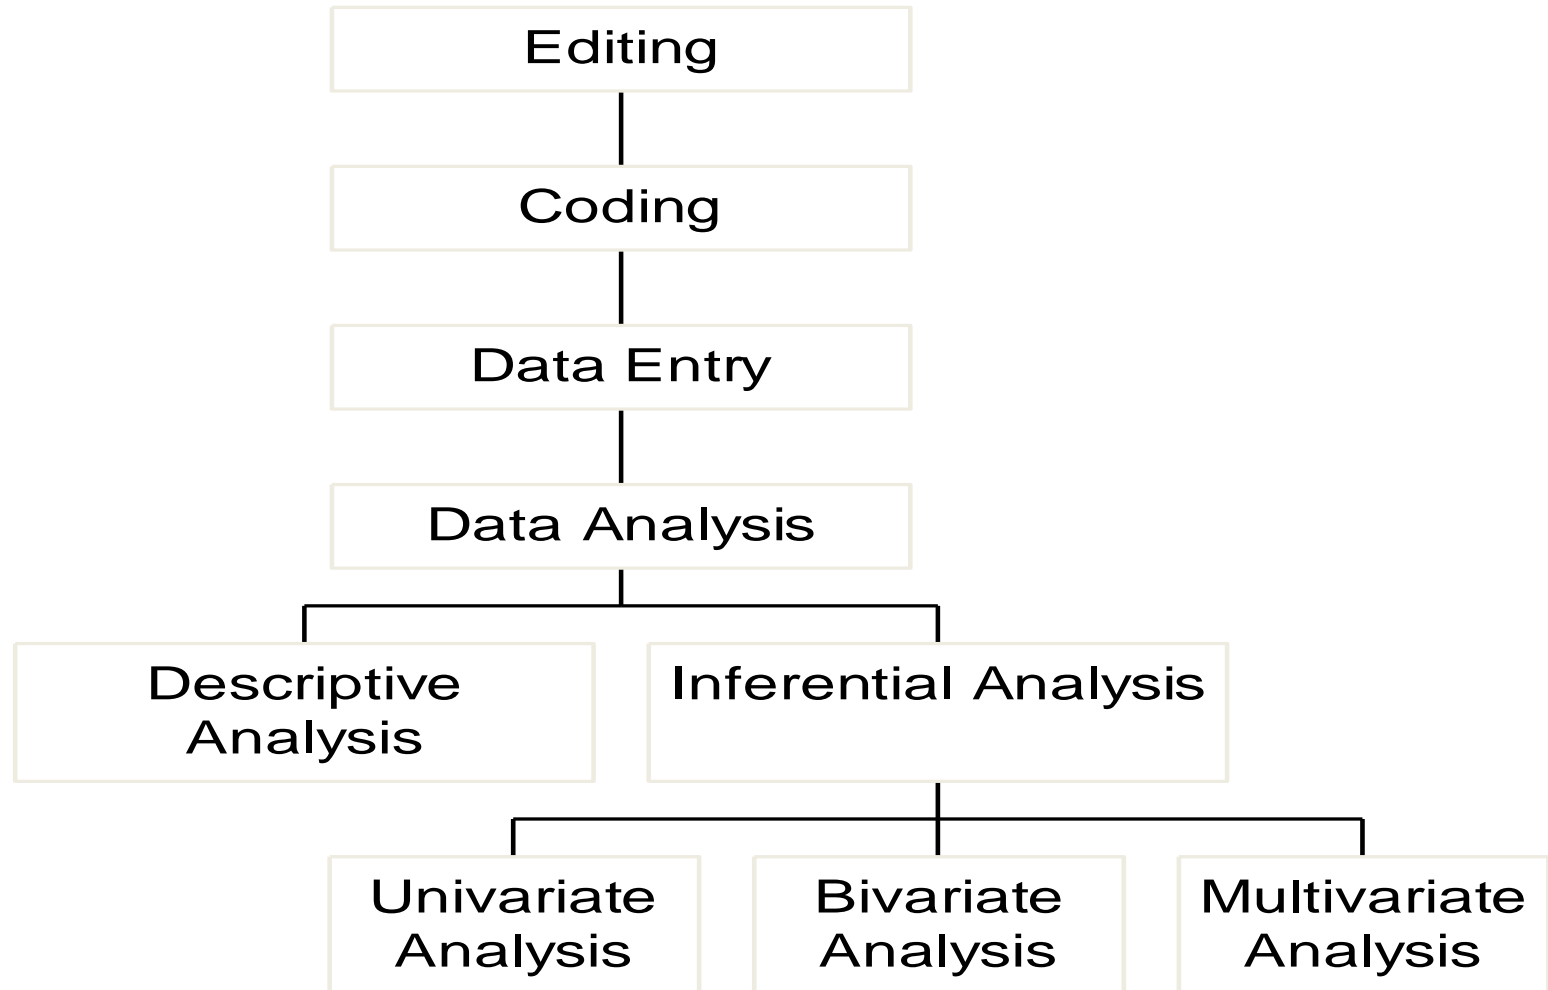 Editing
Coding
Data Entry
Data Analysis
Descriptive
Analysis
Inferential Analysis
Univariate
Analysis
Bivariate
Analysis
Multivariate
Analysis